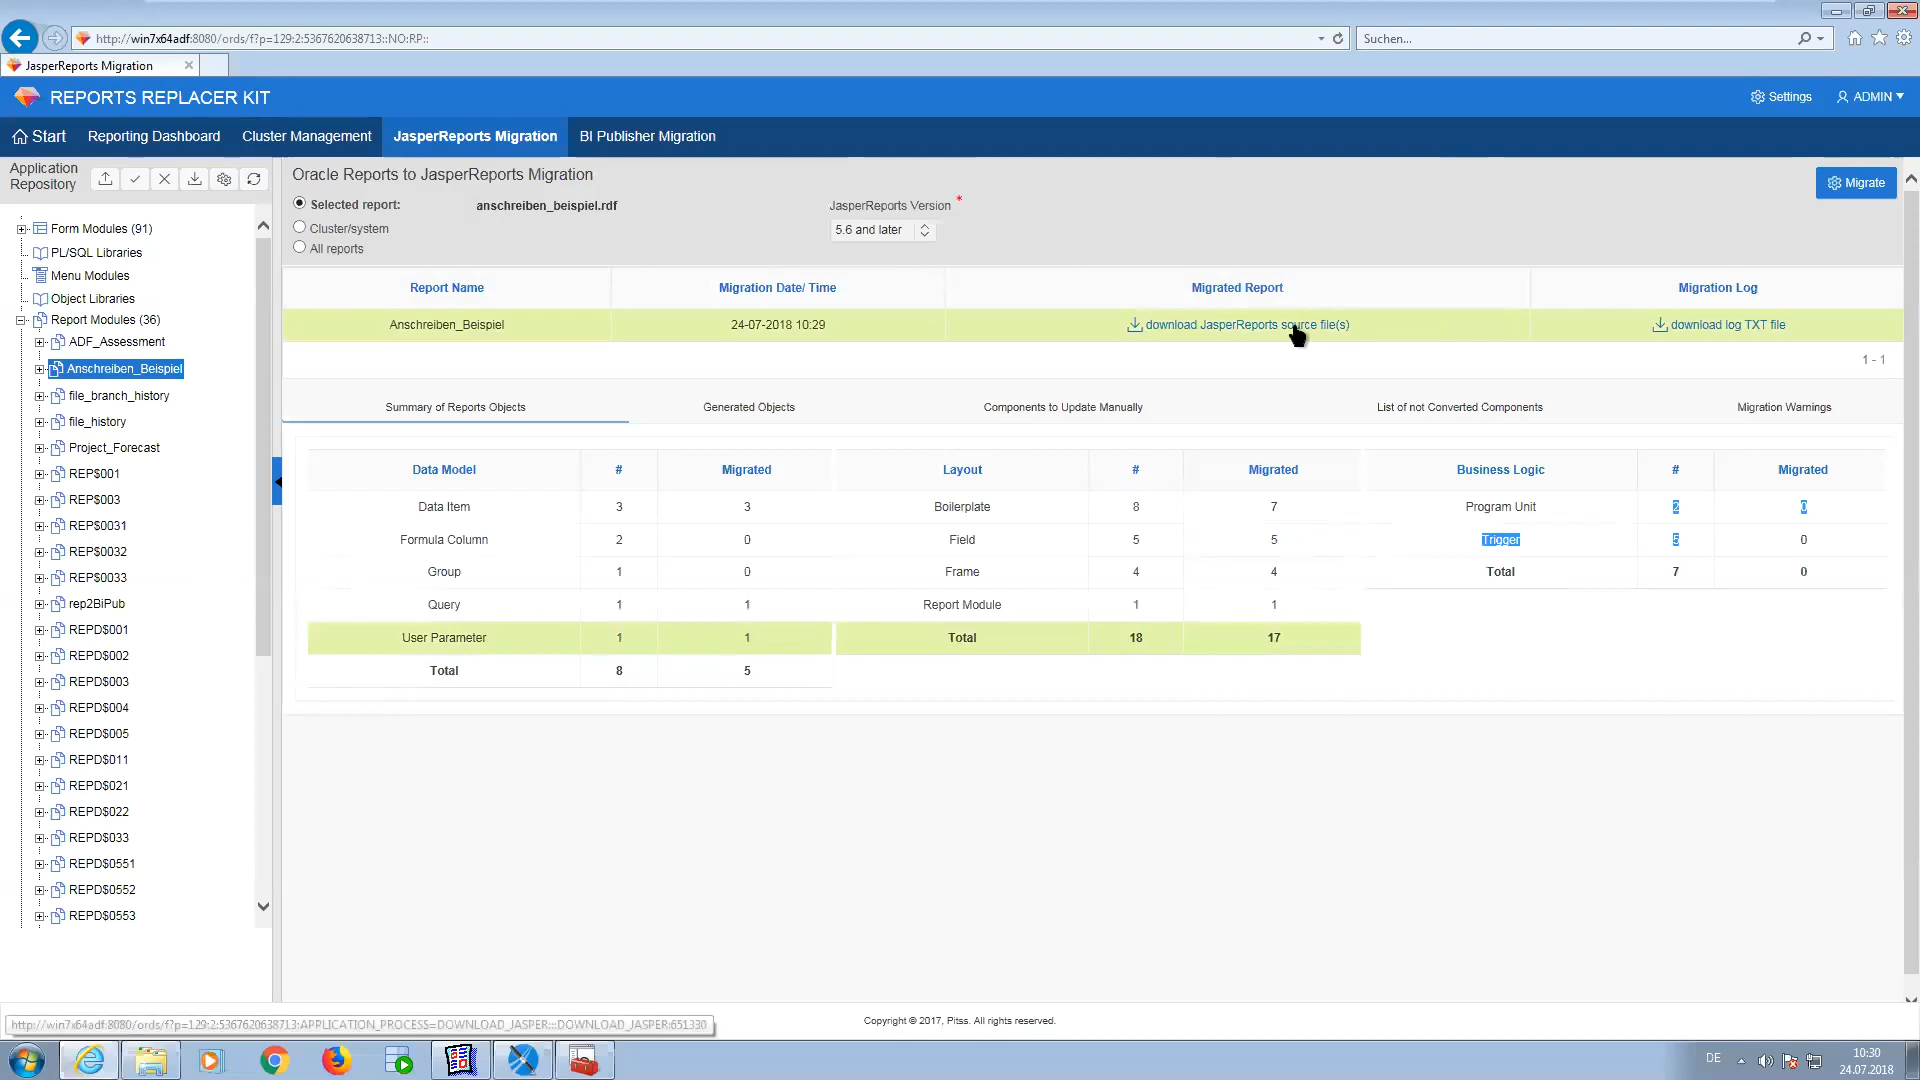 http://win7x64adf:8080/ords/f?p=129:2:5367620638713::NO:RP::
Suchen...
JasperReports Migration
REPORTS REPLACER KIT
Settings
ADMIN
Start
Reporting Dashboard
Cluster Management
JasperReports Migration
BI Publisher Migration
Application
Repository
Oracle Reports to JasperReports Migration
Migrate
Selected report:
anschreiben_beispiel.rdf
JasperReports Version *
Cluster/system
5.6 and later
All reports
Form Modules (91)
PL/SQL Libraries
Menu Modules
Object Libraries
Report Modules (36)
ADF_Assessment
Anschreiben_Beispiel
file_branch_history
file_history
Project_Forecast
REP$001
REP$003
REP$0031
REP$0032
REP$0033
rep2BiPub
REPD$001
REPD$002
REPD$003
REPD$004
REPD$005
REPD$011
REPD$021
REPD$022
REPD$033
REPD$0551
REPD$0552
REPD$0553
Report Name Migration Date/ Time Migrated Report Migration Log
Anschreiben_Beispiel 24-07-2018 10:29 download JasperReports source file(s) download log TXT file
1 - 1
Summary of Reports Objects Generated Objects Components to Update Manually List of not Converted Components Migration Warnings
Data Model # Migrated Layout # Migrated Business Logic # Migrated
Data Item 3 3 Boilerplate 8 7 Program Unit 2 0
Formula Column 2 0 Field 5 5 Trigger 5 0
Group 1 0 Frame 4 4 Total 7 0
Query 1 1 Report Module 1 1
User Parameter 1 1 Total 18 17
Total 8 5
Copyright © 2017, Pitss. All rights reserved.
http://win7x64adf:8080/ords/f?p=129:2:5367620638713:APPLICATION_PROCESS=DOWNLOAD_JASPER:::DOWNLOAD_JASPER:651330
DE
10:30
24.07.2018